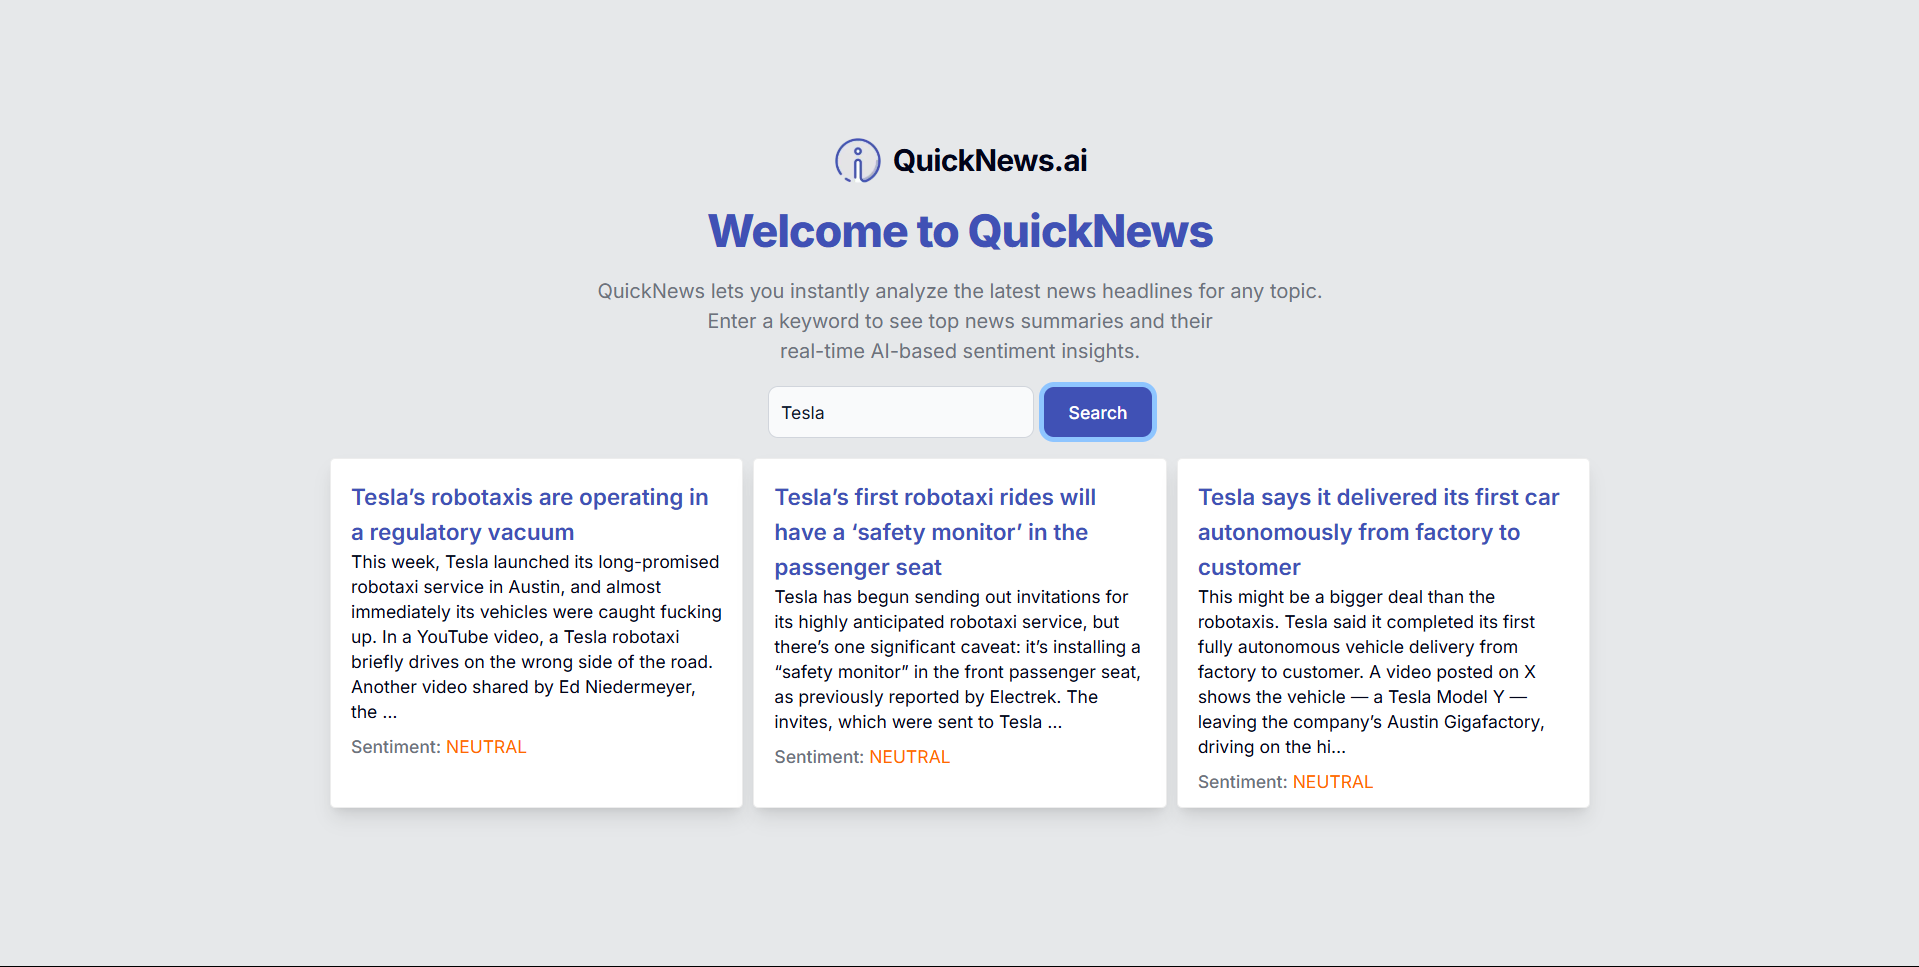 QuickNews.ai
Welcome to QuickNews
QuickNews lets you instantly analyze the latest news headlines for any topic.
Enter a keyword to see top news summaries and their
real-time AI-based sentiment insights.
Tesla
Search
Tesla’s robotaxis are operating in
a regulatory vacuum
This week, Tesla launched its long-promised
robotaxi service in Austin, and almost
immediately its vehicles were caught fucking
up. In a YouTube video, a Tesla robotaxi
briefly drives on the wrong side of the road.
Another video shared by Ed Niedermeyer,
the ...
Sentiment: NEUTRAL
Tesla’s first robotaxi rides will
have a ‘safety monitor’ in the
passenger seat
Tesla has begun sending out invitations for
its highly anticipated robotaxi service, but
there’s one significant caveat: it’s installing a
“safety monitor” in the front passenger seat,
as previously reported by Electrek. The
invites, which were sent to Tesla ...
Sentiment: NEUTRAL
Tesla says it delivered its first car
autonomously from factory to
customer
This might be a bigger deal than the
robotaxis. Tesla said it completed its first
fully autonomous vehicle delivery from
factory to customer. A video posted on X
shows the vehicle — a Tesla Model Y —
leaving the company’s Austin Gigafactory,
driving on the hi...
Sentiment: NEUTRAL